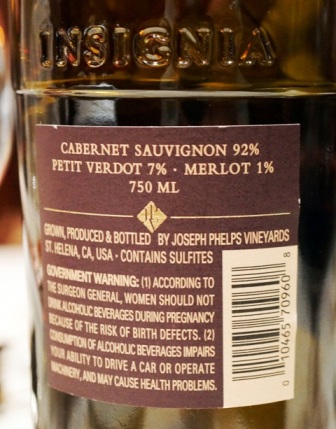 INSIGNIA
CABERNET SAUVIGNON 92%
PETIT VERDOT 7% · MERLOT 1%
750 ML
GROWN, PRODUCED & BOTTLED BY JOSEPH PHELPS VINEYARDS
ST. HELENA, CA, USA · CONTAINS SULFITES
GOVERNMENT WARNING: (1) ACCORDING TO
THE SURGEON GENERAL, WOMEN SHOULD NOT
DRINK ALCOHOLIC BEVERAGES DURING PREGNANCY
BECAUSE OF THE RISK OF BIRTH DEFECTS. (2)
CONSUMPTION OF ALCOHOLIC BEVERAGES IMPAIRS
YOUR ABILITY TO DRIVE A CAR OR OPERATE
MACHINERY, AND MAY CAUSE HEALTH PROBLEMS.
0 10465 70960 8